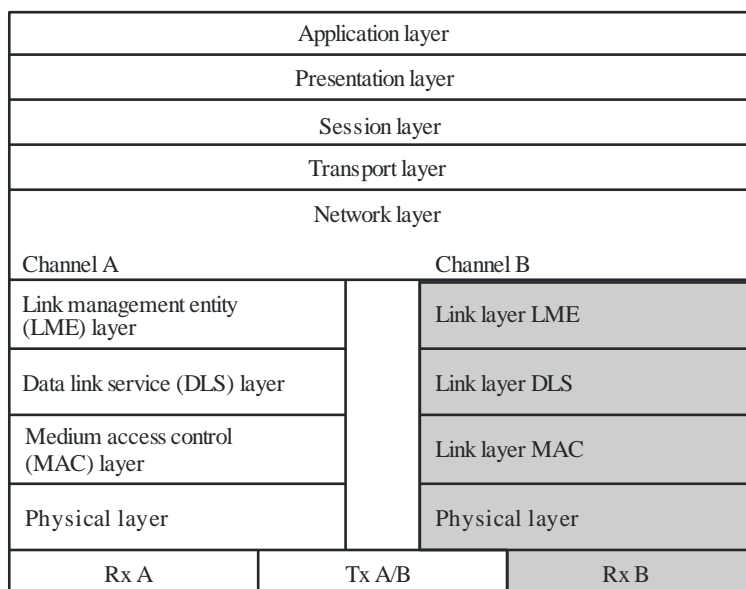 Application layer
Presentation layer
Session layer
Transport layer
Network layer
Channel A
Channel B
Link management entity
(LME) layer
Link layer LME
Data link service (DLS) layer
Link layer DLS
Medium access control
(MAC) layer
Link layer MAC
Physical layer
Physical layer
Rx A
Tx A/B
Rx B